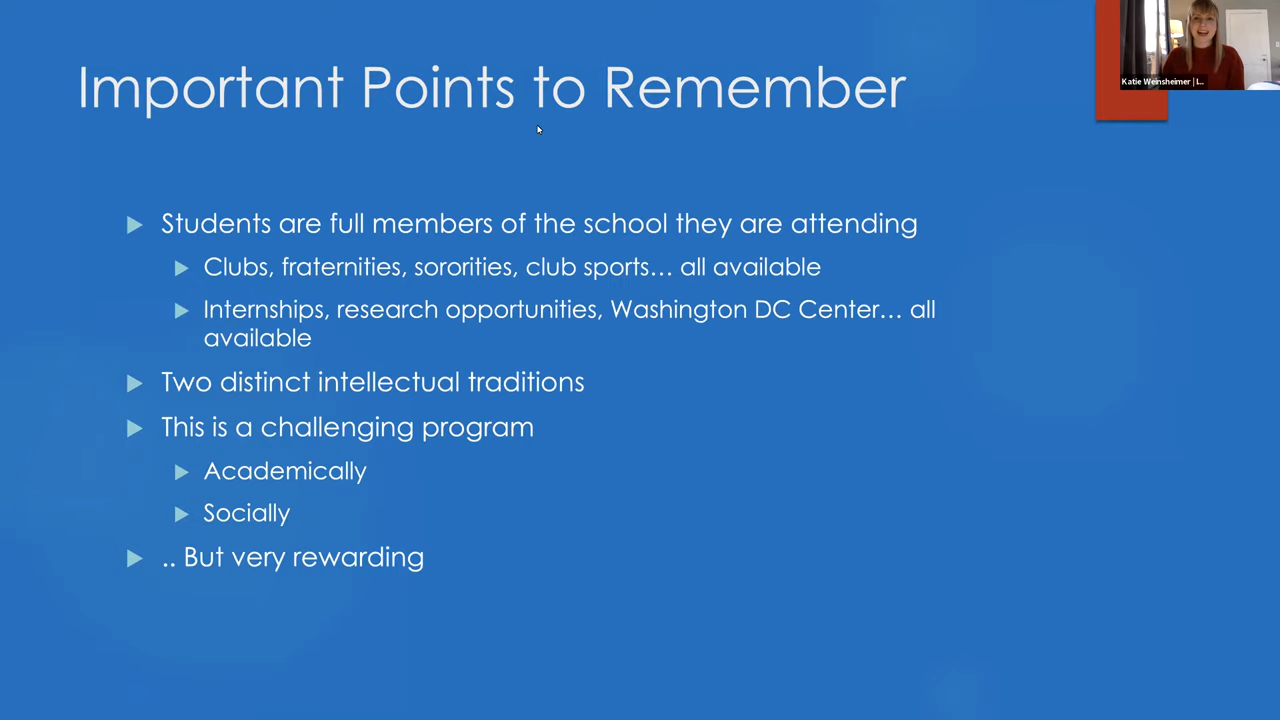 Important Points to Remember
Katie Weinsheimer | L...
Students are full members of the school they are attending
Clubs, fraternities, sororities, club sports… all available
Internships, research opportunities, Washington DC Center… all
available
Two distinct intellectual traditions
This is a challenging program
Academically
Socially
.. But very rewarding